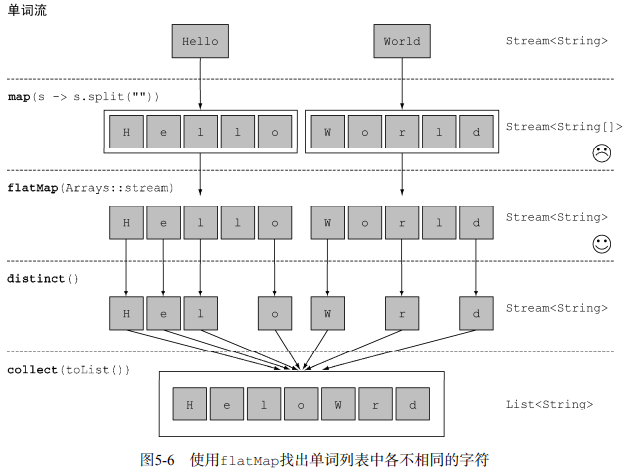 单词流
Hello World Stream<String>
map(s -> s.split(""))
H e l l o W o r l d Stream<String[]>
flatMap(Arrays::stream)
H e l l o W o r l d Stream<String>
distinct()
H e l o W r d Stream<String>
collect(toList())
H e l o W r d List<String>
图5-6 使用flatMap找出单词列表中各不相同的字符